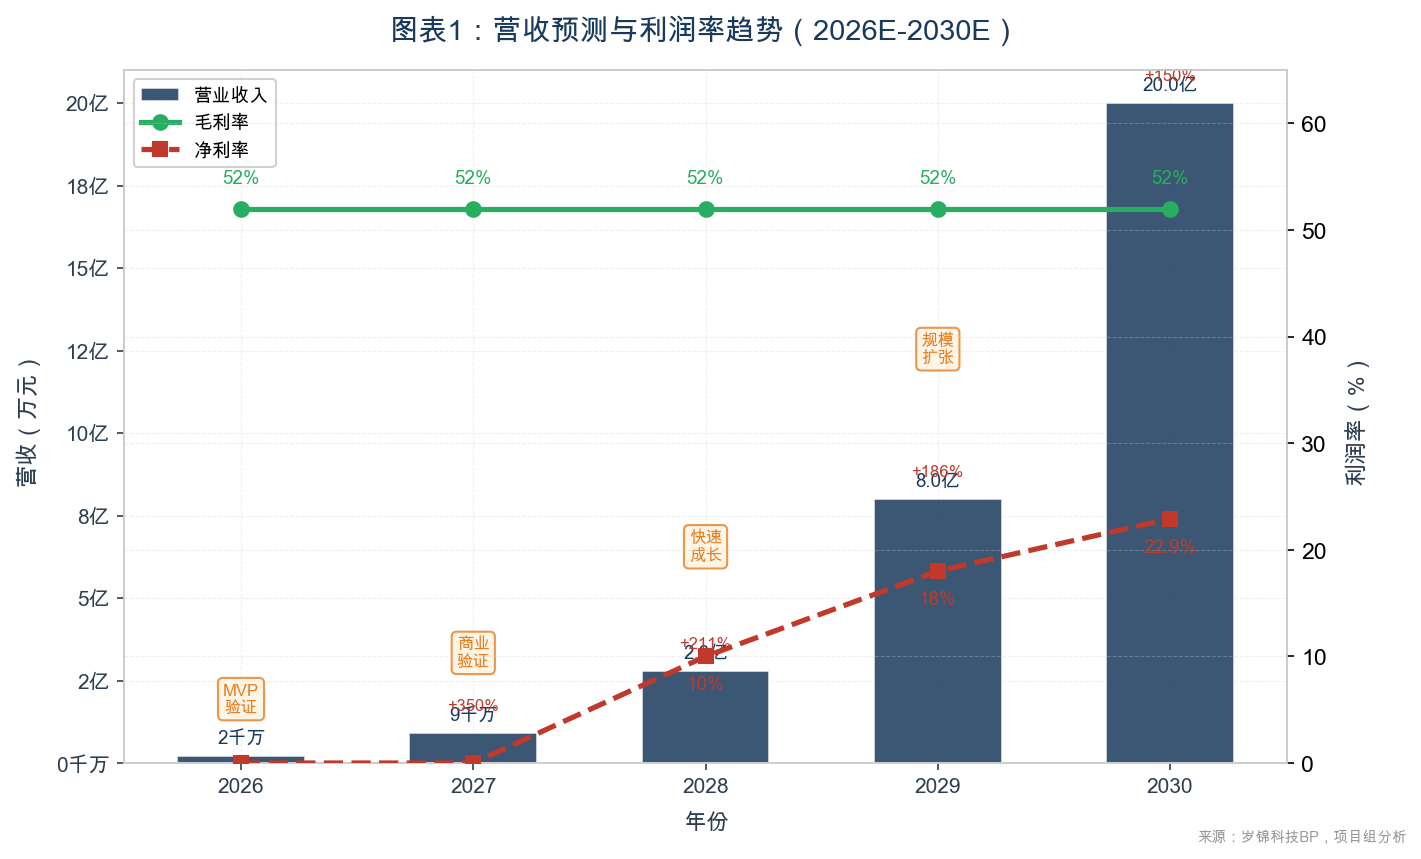 图表1：营收预测与利润率趋势（2026E-2030E）
营业收入
毛利率
净利率
20亿
18亿
15亿
12亿
10亿
8亿
5亿
2亿
0千万
营收（万元）
60
50
40
30
20
10
0
利润率（%）
52%
52%
52%
52%
52%
+150%
20.0亿
规模
扩张
+186%
8.0亿
快速
成长
22.9%
18%
商业
验证
+211%
10%
MVP
验证
+350%
9千万
2千万
2026
2027
2028
2029
2030
年份
来源：岁锦科技BP，项目组分析